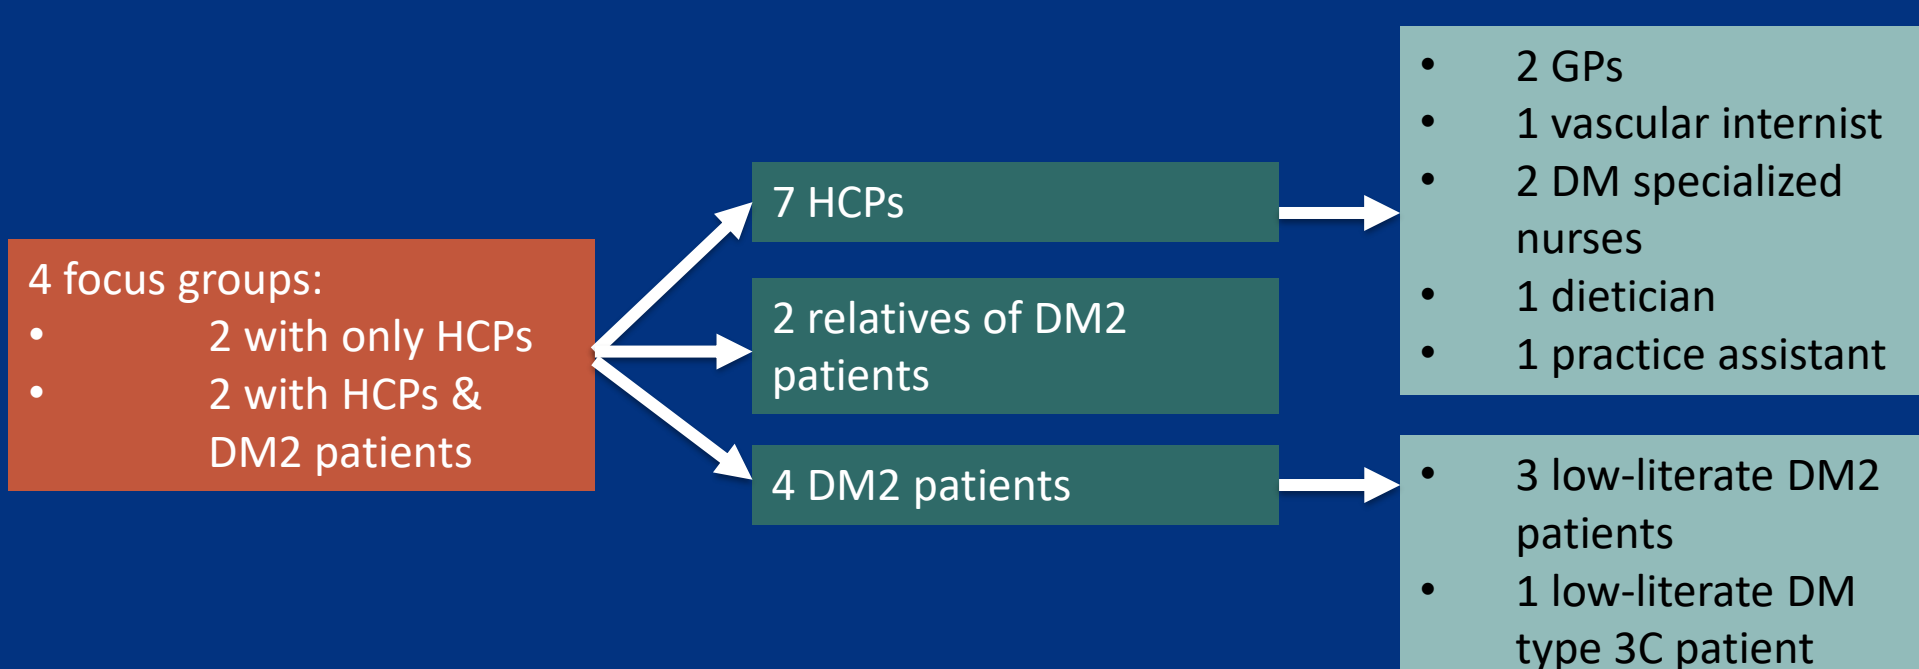 4 focus groups:
• 2 with only HCPs
• 2 with HCPs &
DM2 patients
7 HCPs
2 relatives of DM2
patients
4 DM2 patients
• 2 GPs
• 1 vascular internist
• 2 DM specialized
nurses
• 1 dietician
• 1 practice assistant
• 3 low-literate DM2
patients
• 1 low-literate DM
type 3C patient